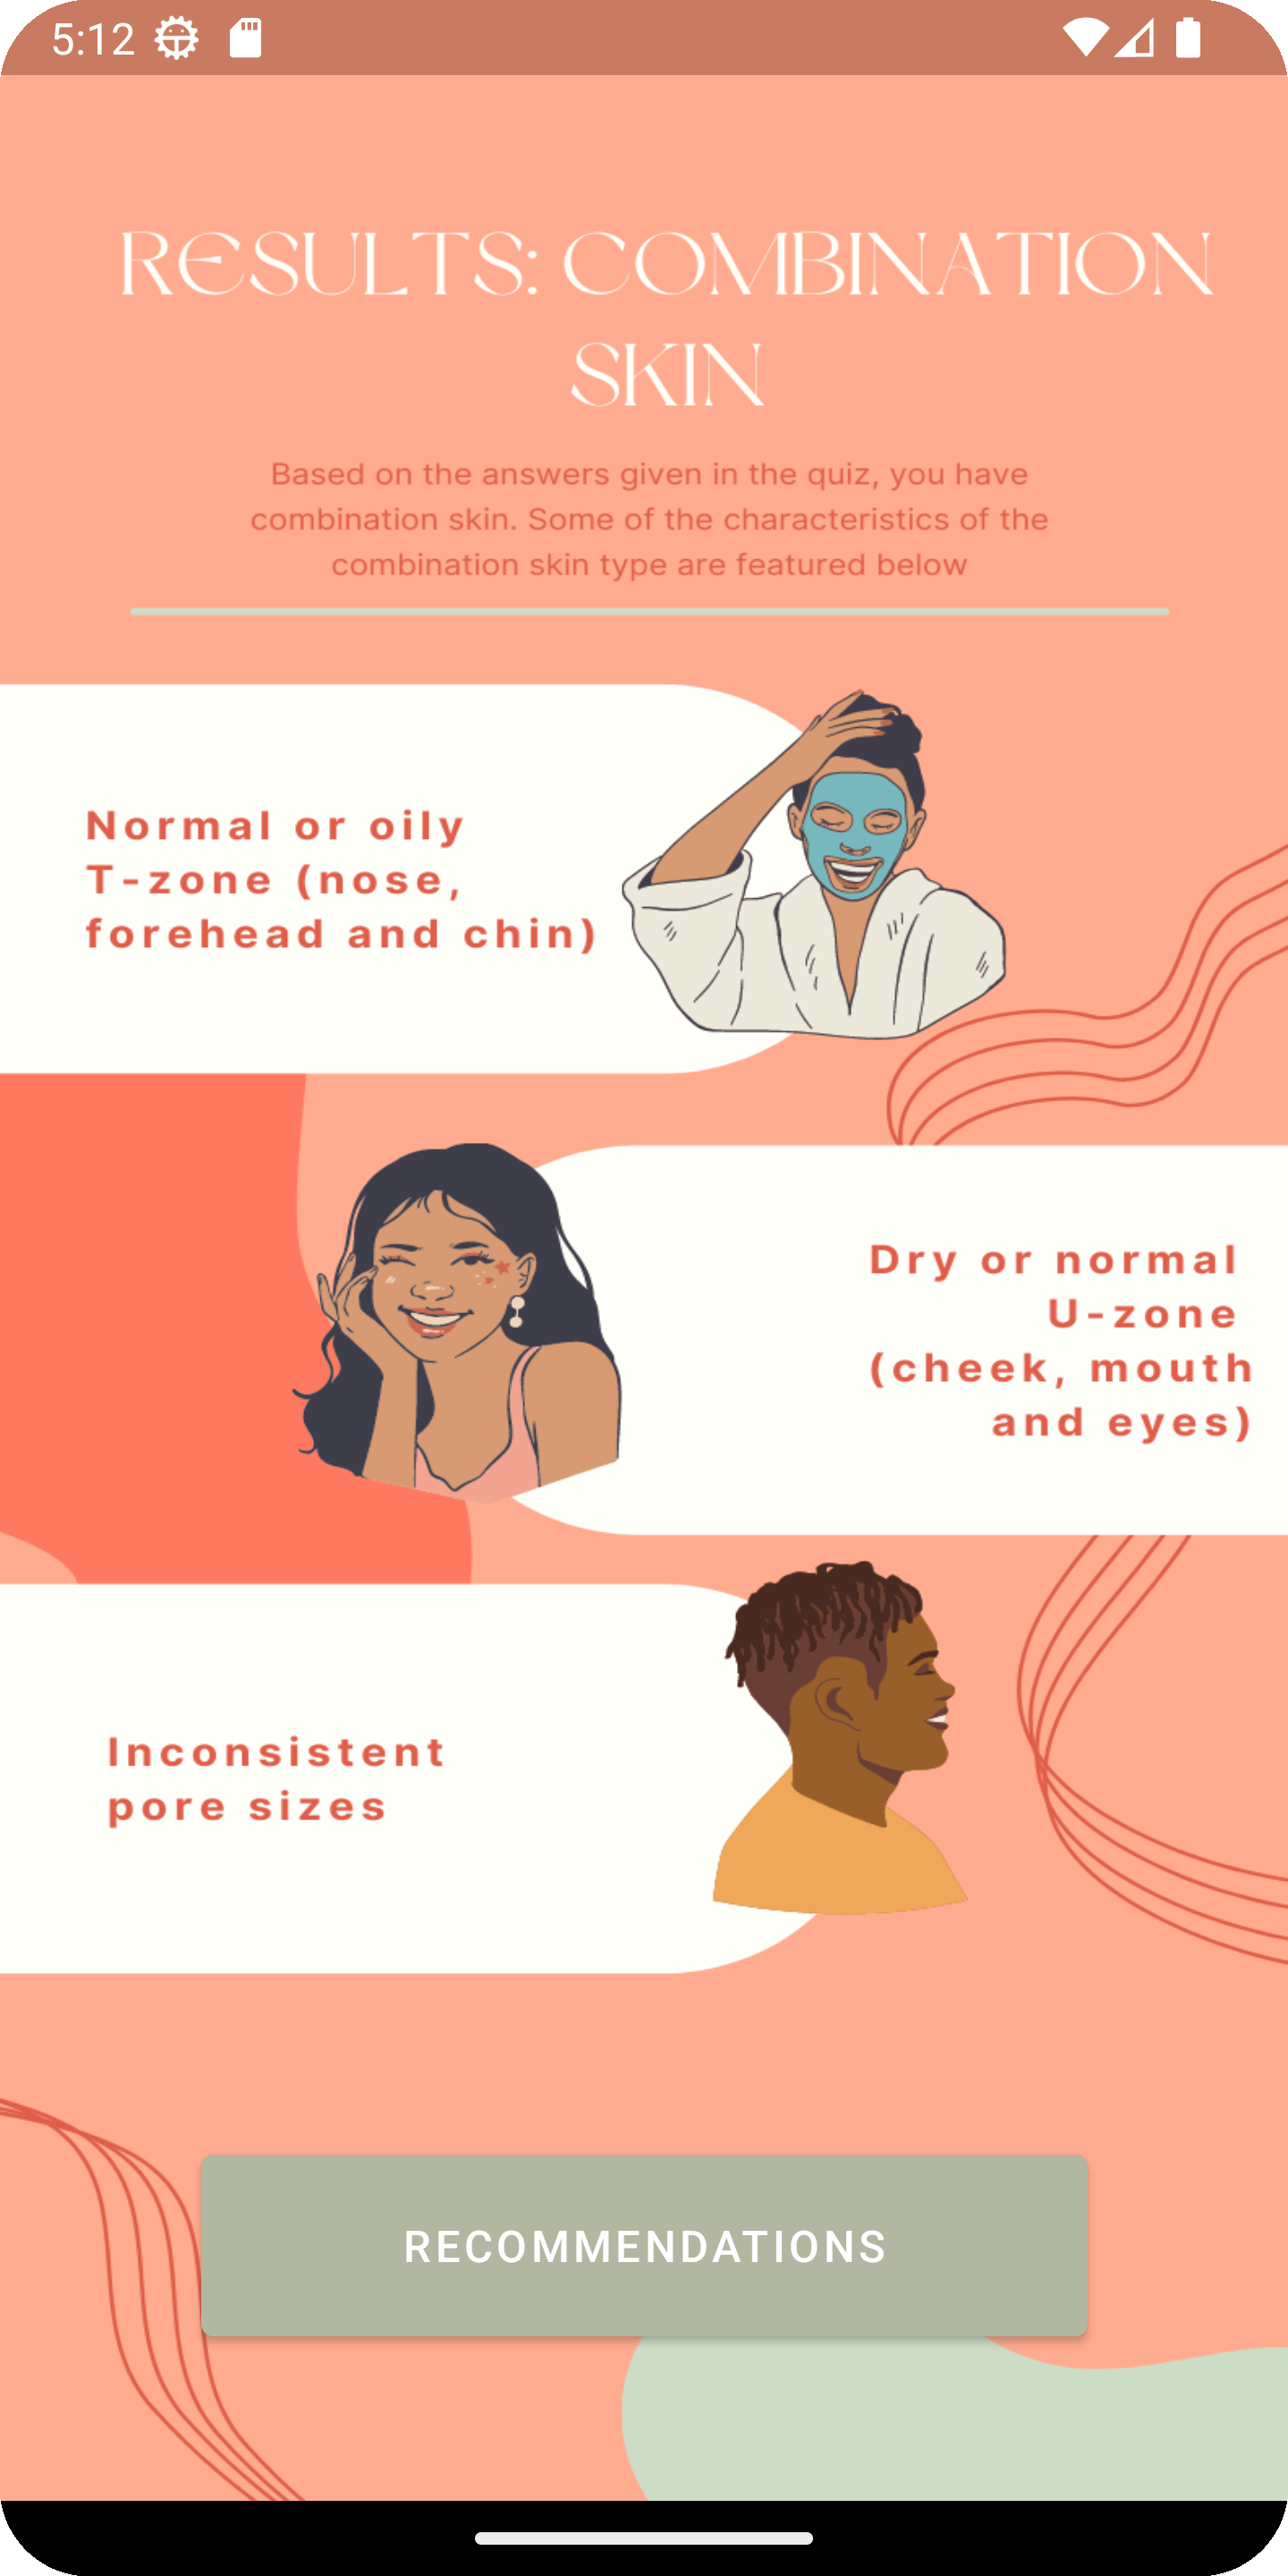 5:12
RESULTS: COMBINATION
SKIN
Based on the answers given in the quiz, you have
combination skin. Some of the characteristics of the
combination skin type are featured below
Normal or oily
T-zone (nose,
forehead and chin)
Dry or normal
U-zone
(cheek, mouth
and eyes)
Inconsistent
pore sizes
RECOMMENDATIONS